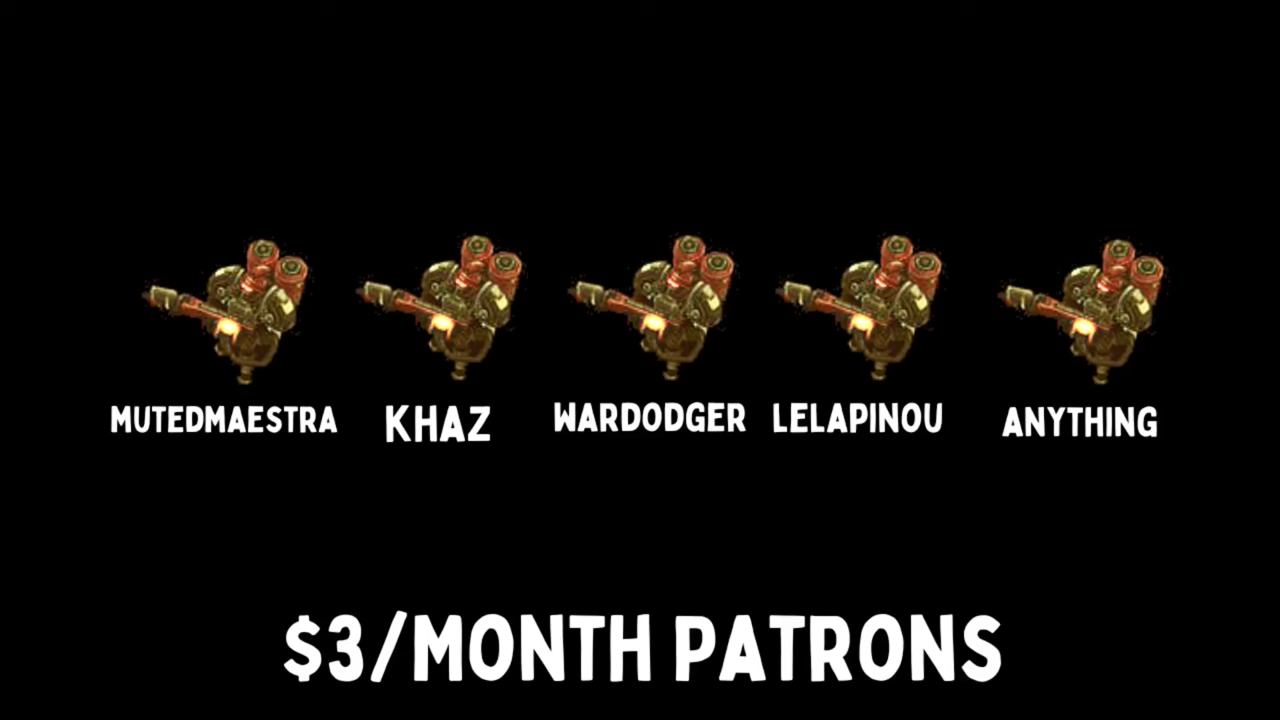 MUTEDMAESTRA KHAZ WARDODGER LELAPINOU ANYTHING
$3/MONTH PATRONS